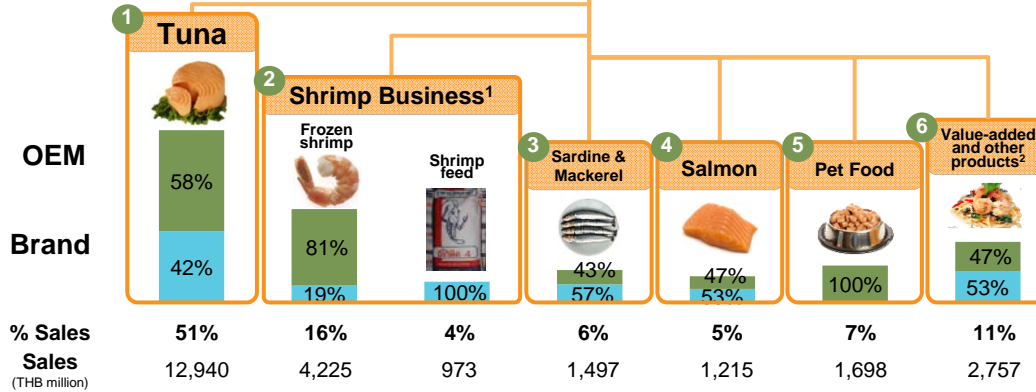 1
Tuna
2
Shrimp Business1
Frozen
shrimp
Shrimp
feed
3
Sardine &
Mackerel
4
Salmon
5
Pet Food
6
Value-added
and other
products2
OEM
58%
81%
43%
47%
100%
47%
Brand
42%
19%
100%
57%
53%
53%
% Sales 51% 16% 4% 6% 5% 7% 11%
Sales
(THB million)
12,940 4,225 973 1,497 1,215 1,698 2,757